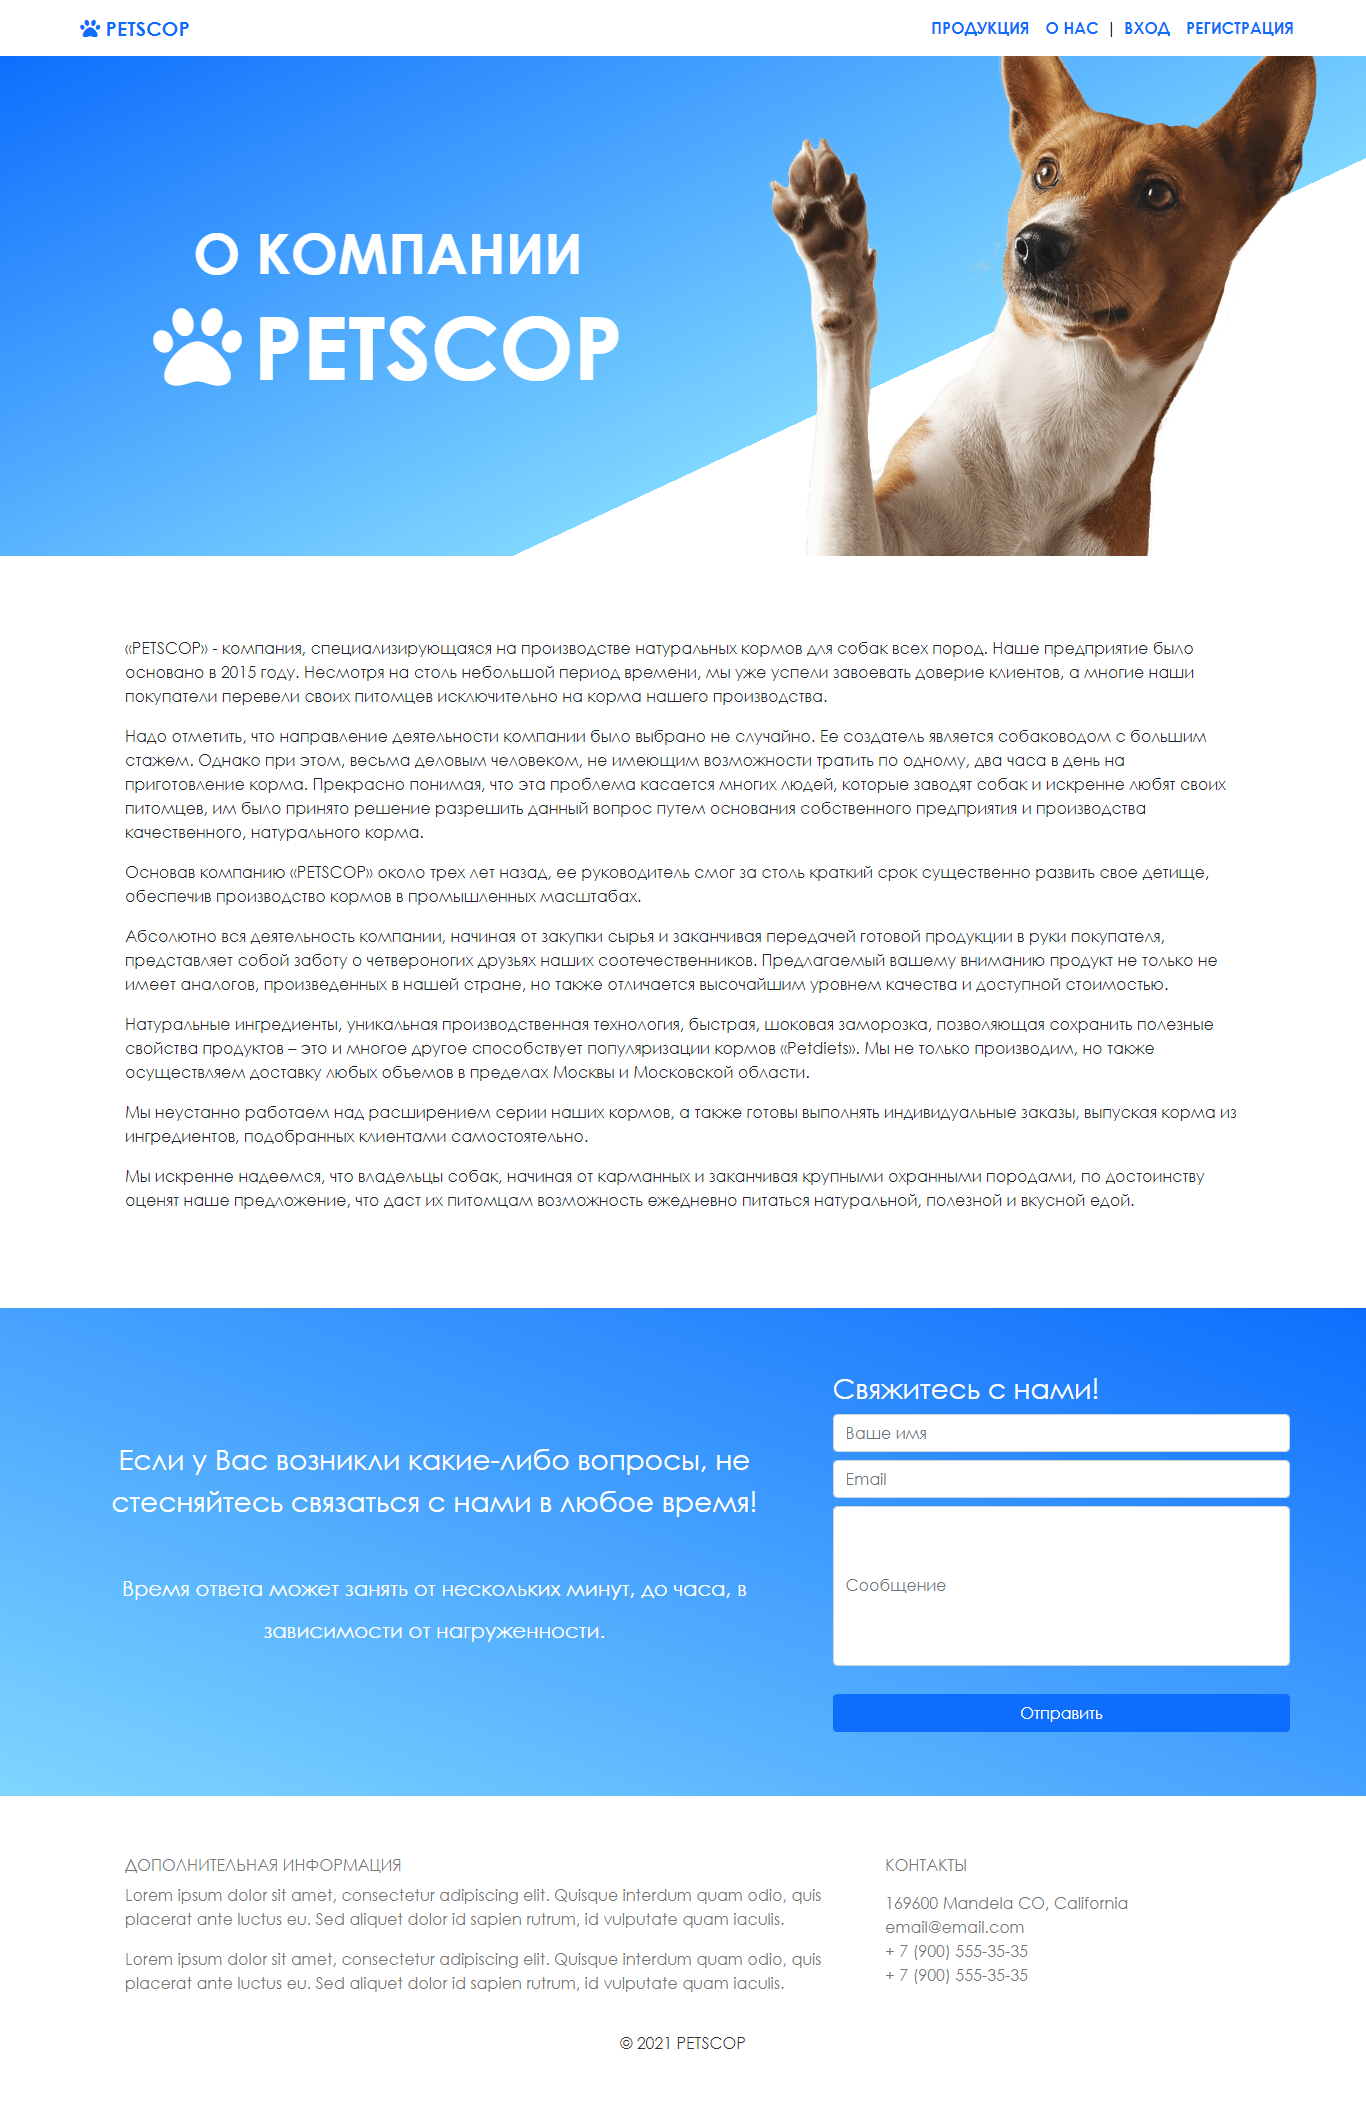 PETSCOP
ПРОДУКЦИЯ О НАС | ВХОД РЕГИСТРАЦИЯ
О КОМПАНИИ
PETSCOP
«PETSCOP» - компания, специализирующаяся на производстве натуральных кормов для собак всех пород. Наше предприятие было
основано в 2015 году. Несмотря на столь небольшой период времени, мы уже успели завоевать доверие клиентов, а многие наши
покупатели перевели своих питомцев исключительно на корма нашего производства.
Надо отметить, что направление деятельности компании было выбрано не случайно. Ее создатель является собаководом с большим
стажем. Однако при этом, весьма деловым человеком, не имеющим возможности тратить по одному, два часа в день на
приготовление корма. Прекрасно понимая, что эта проблема касается многих людей, которые заводят собак и искренне любят своих
питомцев, им было принято решение разрешить данный вопрос путем основания собственного предприятия и производства
качественного, натурального корма.
Основав компанию «PETSCOP» около трех лет назад, ее руководитель смог за столь краткий срок существенно развить свое детище,
обеспечив производство кормов в промышленных масштабах.
Абсолютно вся деятельность компании, начиная от закупки сырья и заканчивая передачей готовой продукции в руки покупателя,
представляет собой заботу о четвероногих друзьях наших соотечественников. Предлагаемый вашему вниманию продукт не только не
имеет аналогов, произведенных в нашей стране, но также отличается высочайшим уровнем качества и доступной стоимостью.
Натуральные ингредиенты, уникальная производственная технология, быстрая, шоковая заморозка, позволяющая сохранить полезные
свойства продуктов – это и многое другое способствует популяризации кормов «Petdiets». Мы не только производим, но также
осуществляем доставку любых объемов в пределах Москвы и Московской области.
Мы неустанно работаем над расширением серии наших кормов, а также готовы выполнять индивидуальные заказы, выпуская корма из
ингредиентов, подобранных клиентами самостоятельно.
Мы искренне надеемся, что владельцы собак, начиная от карманных и заканчивая крупными охранными породами, по достоинству
оценят наше предложение, что даст их питомцам возможность ежедневно питаться натуральной, полезной и вкусной едой.
Если у Вас возникли какие-либо вопросы, не
стесняйтесь связаться с нами в любое время!
Время ответа может занять от нескольких минут, до часа, в
зависимости от нагруженности.
Свяжитесь с нами!
Ваше имя
Email
Сообщение
Отправить
ДОПОЛНИТЕЛЬНАЯ ИНФОРМАЦИЯ
Lorem ipsum dolor sit amet, consectetur adipiscing elit. Quisque interdum quam odio, quis
placerat ante luctus eu. Sed aliquet dolor id sapien rutrum, id vulputate quam iaculis.
Lorem ipsum dolor sit amet, consectetur adipiscing elit. Quisque interdum quam odio, quis
placerat ante luctus eu. Sed aliquet dolor id sapien rutrum, id vulputate quam iaculis.
КОНТАКТЫ
169600 Mandela CO, California
email@email.com
+ 7 (900) 555-35-35
+ 7 (900) 555-35-35
© 2021 PETSCOP